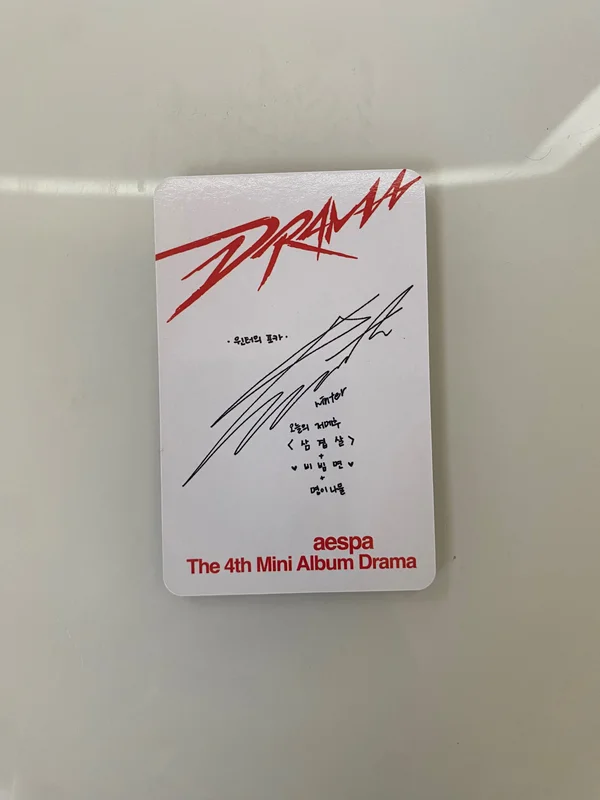 DRAMA
·윈터의 포카·
winter
오늘의 저메추
<삼겹살>
+
♥비빔면♥
+
명이나물
aespa
The 4th Mini Album Drama